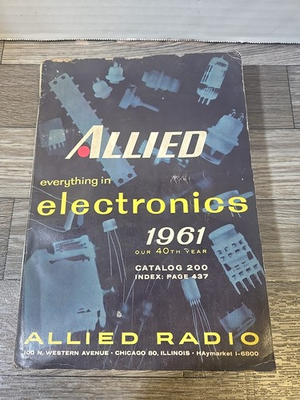 ALLIED
everything in
electronics
1961
OUR 40TH YEAR
CATALOG 200
INDEX: PAGE 437
ALLIED RADIO
100 N. WESTERN AVENUE • CHICAGO 80, ILLINOIS • HAymarket 1-6800